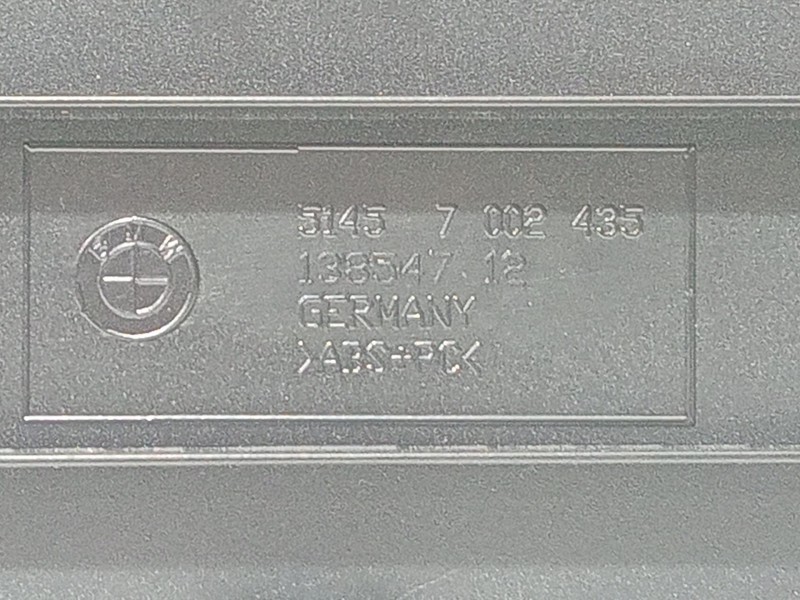 BMW
5145 7 002 435
138547 12
GERMANY
>ABS+PC<